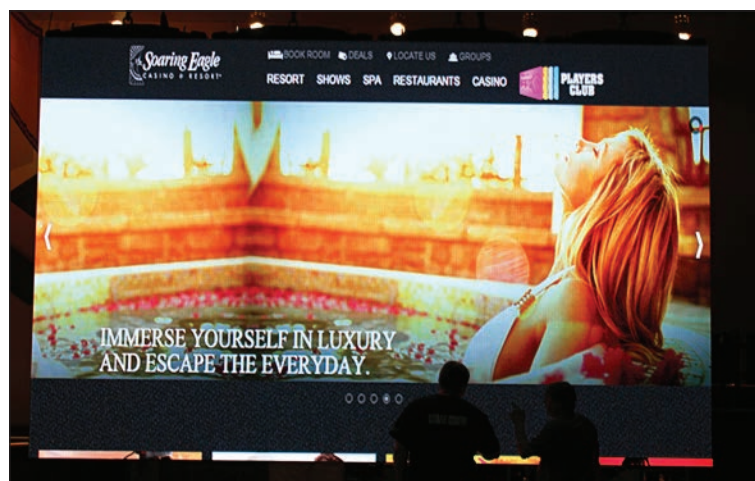 Soaring Eagle
CASINO & RESORT
BOOK ROOM DEALS LOCATE US GROUPS
RESORT SHOWS SPA RESTAURANTS CASINO
PLAYERS
CLUB
IMMERSE YOURSELF IN LUXURY
AND ESCAPE THE EVERYDAY.